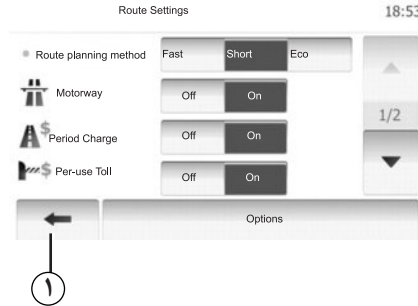 Route Settings 18:53
Route planning method Fast Short Eco
Motorway Off On
1/2
Period Charge Off On
Per-use Toll Off On
Options
١